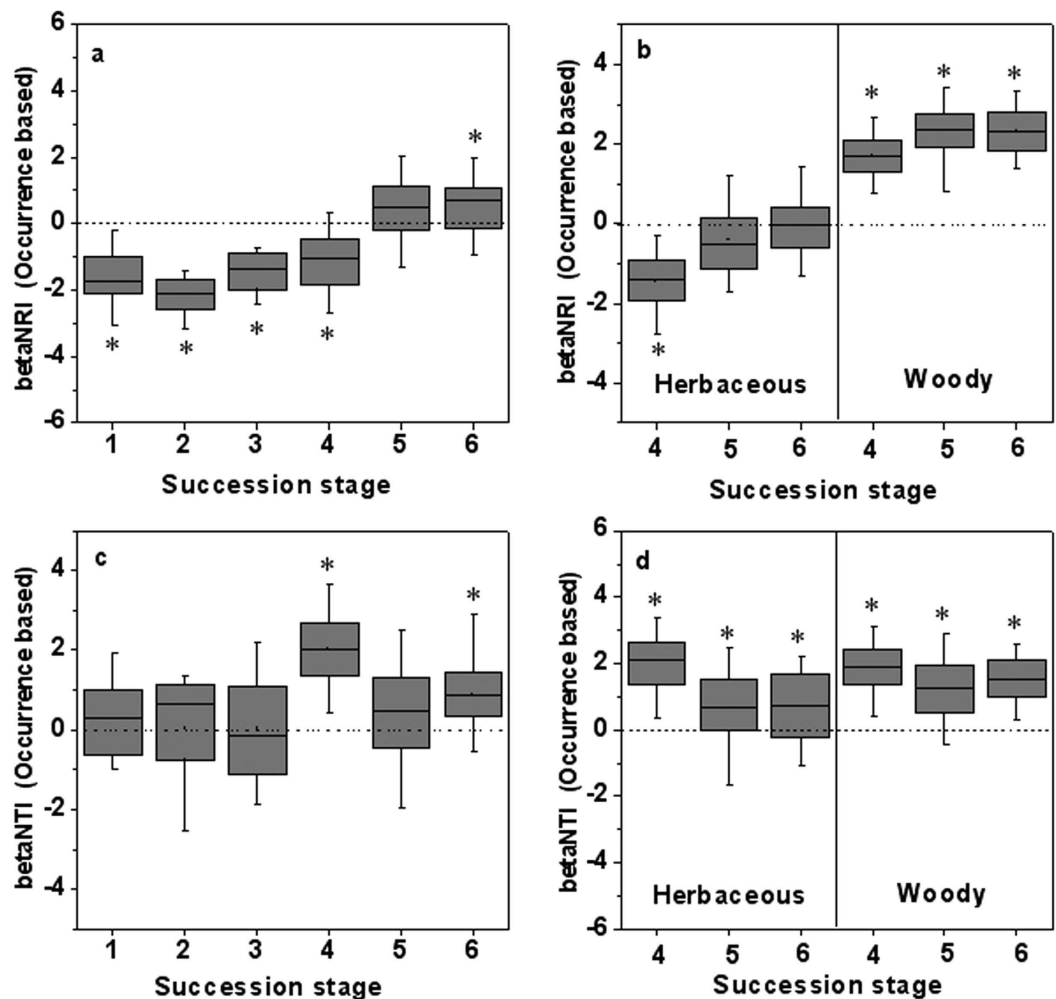 a
betaNRI (Occurrence based)
6
4
2
0
-2
-4
-6
* * * * *
1 2 3 4 5 6
Succession stage
b
betaNRI (Occurrence based)
4
2
0
-2
-4
* * * *
Herbaceous Woody
4 5 6 4 5 6
Succession stage
c
betaNTI (Occurrence based)
4
2
0
-2
-4
* *
1 2 3 4 5 6
Succession stage
d
betaNTI (Occurrence based)
6
4
2
0
-2
-4
-6
* * * * * *
Herbaceous Woody
4 5 6 4 5 6
Succession stage